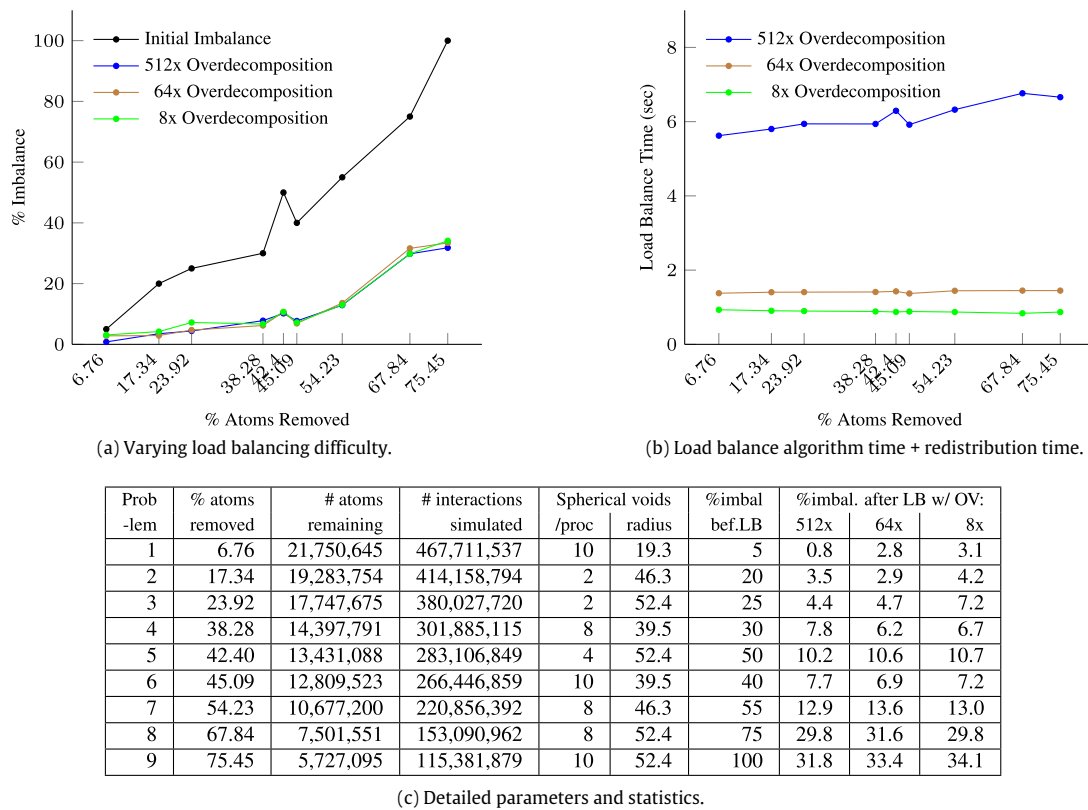 100
80
60
40
20
0
% Imbalance
Initial Imbalance
512x Overdecomposition
64x Overdecomposition
8x Overdecomposition
6.76
17.34
23.92
38.28
42.4
45.09
54.23
67.84
75.45
% Atoms Removed
(a) Varying load balancing difficulty.
8
6
4
2
0
Load Balance Time (sec)
512x Overdecomposition
64x Overdecomposition
8x Overdecomposition
6.76
17.34
23.92
38.28
42.4
45.09
54.23
67.84
75.45
% Atoms Removed
(b) Load balance algorithm time + redistribution time.
Prob % atoms # atoms # interactions Spherical voids %imbal %imbal. after LB w/ OV:
-lem removed remaining simulated /proc radius bef.LB 512x 64x 8x
1 6.76 21,750,645 467,711,537 10 19.3 5 0.8 2.8 3.1
2 17.34 19,283,754 414,158,794 2 46.3 20 3.5 2.9 4.2
3 23.92 17,747,675 380,027,720 2 52.4 25 4.4 4.7 7.2
4 38.28 14,397,791 301,885,115 8 39.5 30 7.8 6.2 6.7
5 42.40 13,431,088 283,106,849 4 52.4 50 10.2 10.6 10.7
6 45.09 12,809,523 266,446,859 10 39.5 40 7.7 6.9 7.2
7 54.23 10,677,200 220,856,392 8 46.3 55 12.9 13.6 13.0
8 67.84 7,501,551 153,090,962 8 52.4 75 29.8 31.6 29.8
9 75.45 5,727,095 115,381,879 10 52.4 100 31.8 33.4 34.1
(c) Detailed parameters and statistics.